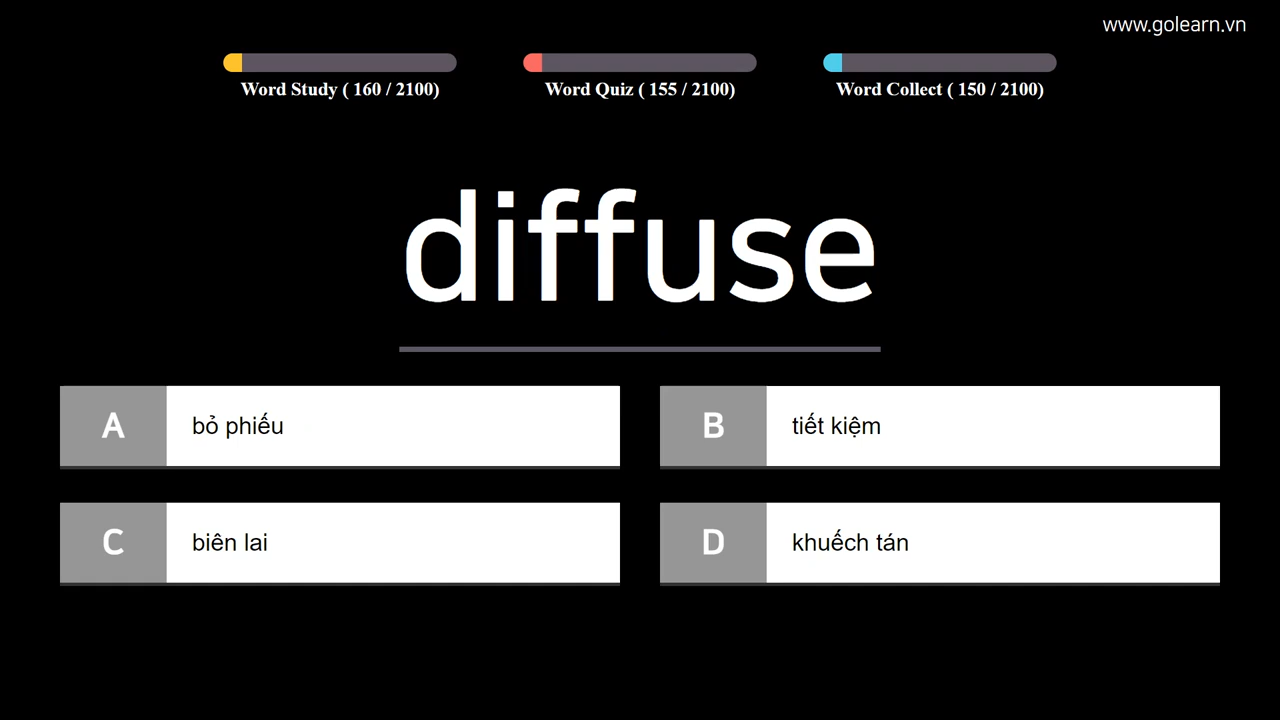 www.golearn.vn
Word Study ( 160 / 2100)
Word Quiz ( 155 / 2100)
Word Collect ( 150 / 2100)
diffuse
A bỏ phiếu
B tiết kiệm
C biên lai
D khuếch tán